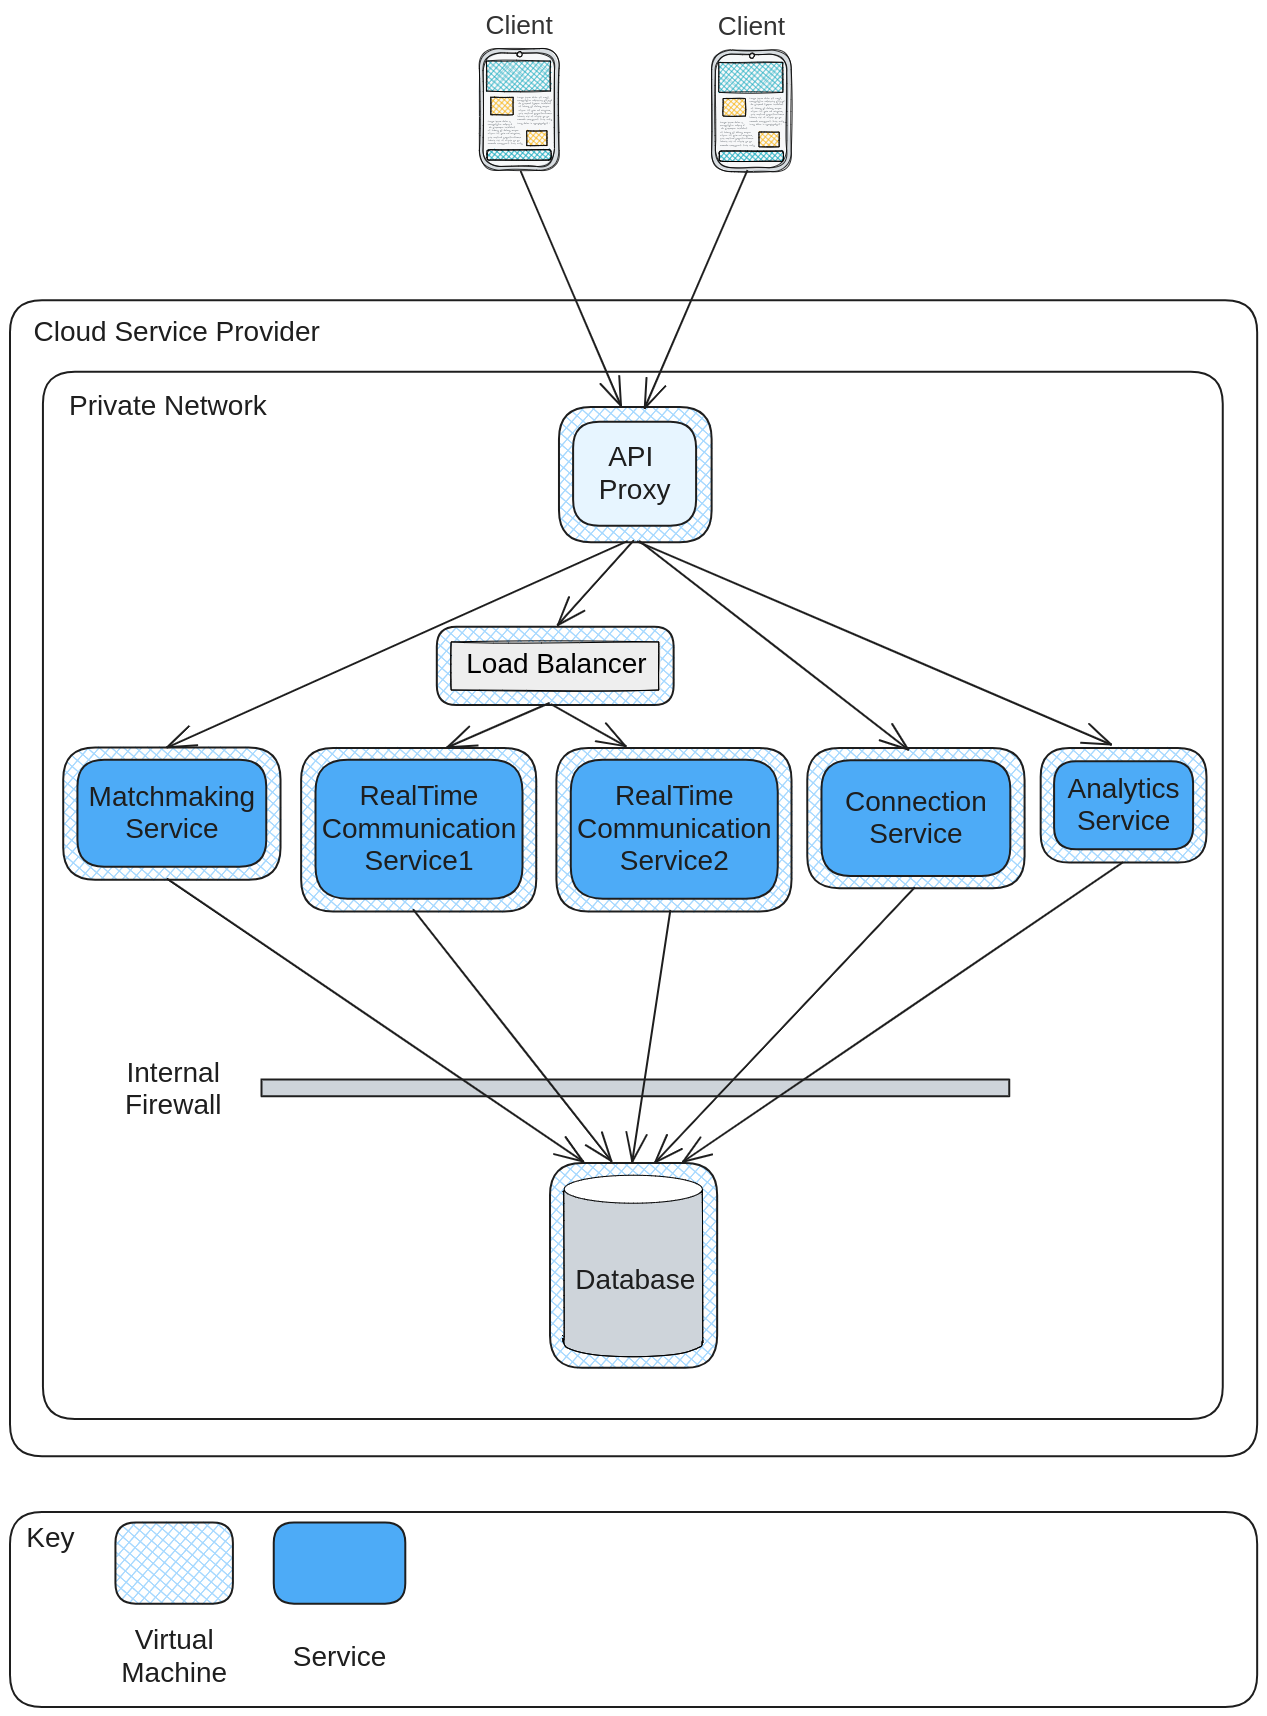 Client
Client
Cloud Service Provider
Private Network
API
Proxy
Load Balancer
Matchmaking
Service
RealTime
Communication
Service1
RealTime
Communication
Service2
Connection
Service
Analytics
Service
Internal
Firewall
Database
Key
Virtual
Machine
Service